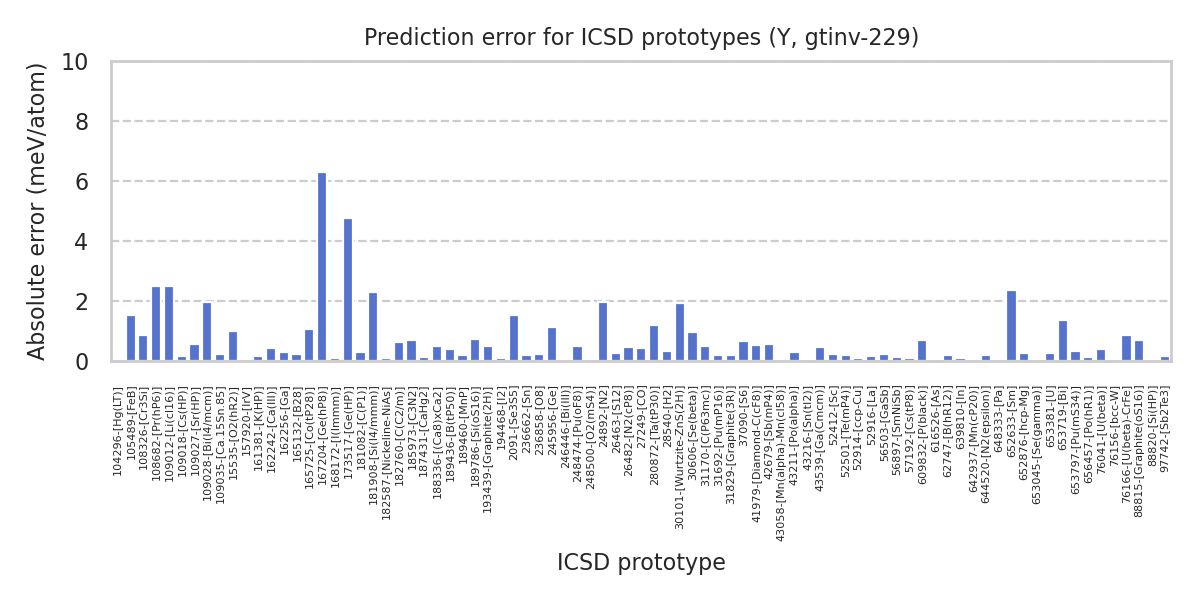 Prediction error for ICSD prototypes (Y, gtinv-229)
Absolute error (meV/atom)
10
8
6
4
2
0
104296-[Hg(LT)]
105489-[FeB]
108326-[Cr3Si]
108682-[Pr(hP6)]
109012-[Li(cI16)]
109018-[Cs(HP)]
109027-[Sr(HP)]
109028-[Bi(I4/mcm)]
109035-[Ca.15Sn.85]
15535-[O2(hR2)]
157920-[IrV]
161381-[K(HP)]
162242-[Ca(III)]
162256-[Ga]
165132-[B28]
165725-[Co(tP28)]
167204-[Ge(hP8)]
168172-[I(Immm)]
173517-[Ge(HP)]
181082-[C(P1)]
181908-[Si(I4/mmm)]
182587-[Nickeline-NiAs]
182760-[C(C2/m)]
185973-[C3N2]
187431-[CaHg2]
188336-[(Ca8)xCa2]
189436-[B(tP50)]
189460-[MnP]
189786-[Si(oS16)]
193439-[Graphite(2H)]
194468-[I2]
2091-[Se3S5]
236662-[Sn]
236858-[O8]
245956-[Ge]
246446-[Bi(III)]
248474-[Pu(oF8)]
248500-[O2(mS4)]
24892-[N2]
26463-[S12]
26482-[N2(cP8)]
27249-[CO]
280872-[Ta(tP30)]
28540-[H2]
30101-[Wurtzite-ZnS(2H)]
30606-[Se(beta)]
31170-[C(P63mc)]
31692-[Pu(mP16)]
31829-[Graphite(3R)]
37090-[S6]
41979-[Diamond-C(cF8)]
42679-[Sb(mP4)]
43058-[Mn(alpha)-Mn(cI58)]
43211-[Po(alpha)]
43216-[Sn(tI2)]
43539-[Ga(Cmcm)]
52412-[Sc]
52501-[Te(mP4)]
52914-[ccp-Cu]
52916-[La]
56503-[GaSb]
56897-[SmNiSb]
57192-[Cs(tP8)]
609832-[P(black)]
616526-[As]
62747-[B(hR12)]
639810-[In]
642937-[Mn(cP20)]
644520-[N2(epsilon)]
648333-[Pa]
652633-[Sm]
652876-[hcp-Mg]
653045-[Se(gamma)]
653381-[U]
653719-[Bi]
653797-[Pu(mS34)]
656457-[Po(hR1)]
76041-[U(beta)]
76156-[bcc-W]
76166-[U(beta)-CrFe]
88815-[Graphite(oS16)]
88820-[Si(HP)]
97742-[Sb2Te3]
ICSD prototype